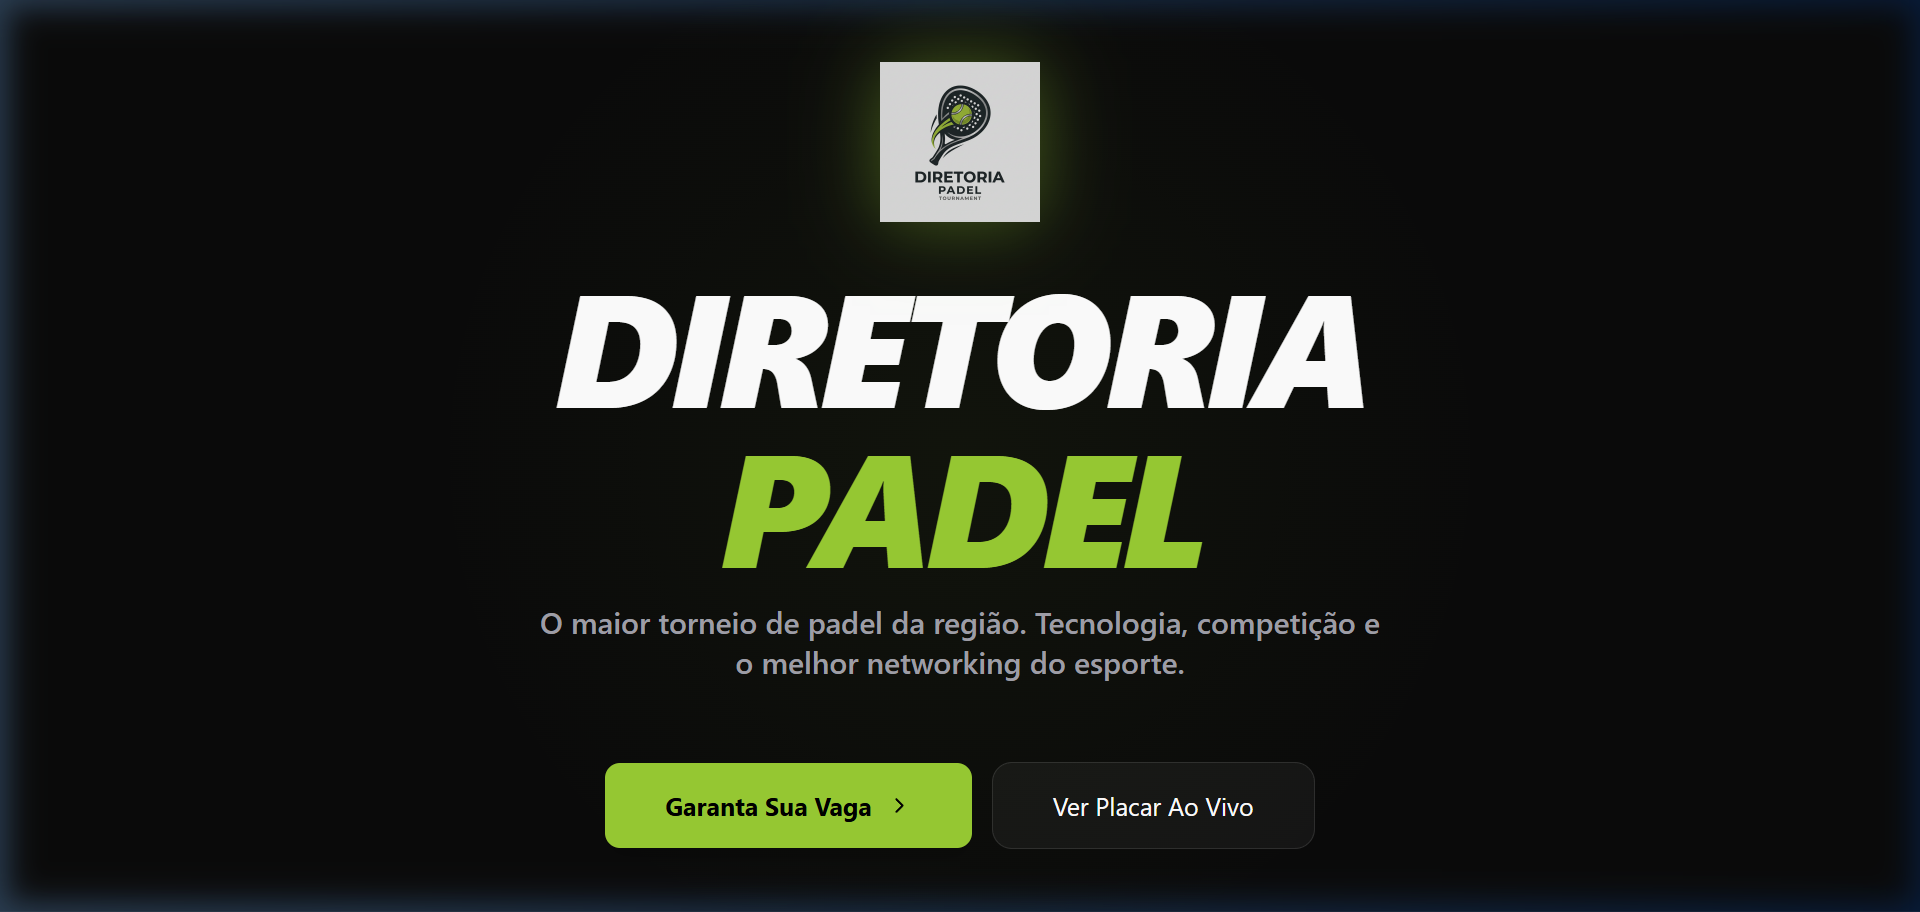 DIRETORIA
PADEL
TOURNAMENT
DIRETORIA
PADEL
O maior torneio de padel da região. Tecnologia, competição e
o melhor networking do esporte.
Garanta Sua Vaga
Ver Placar Ao Vivo